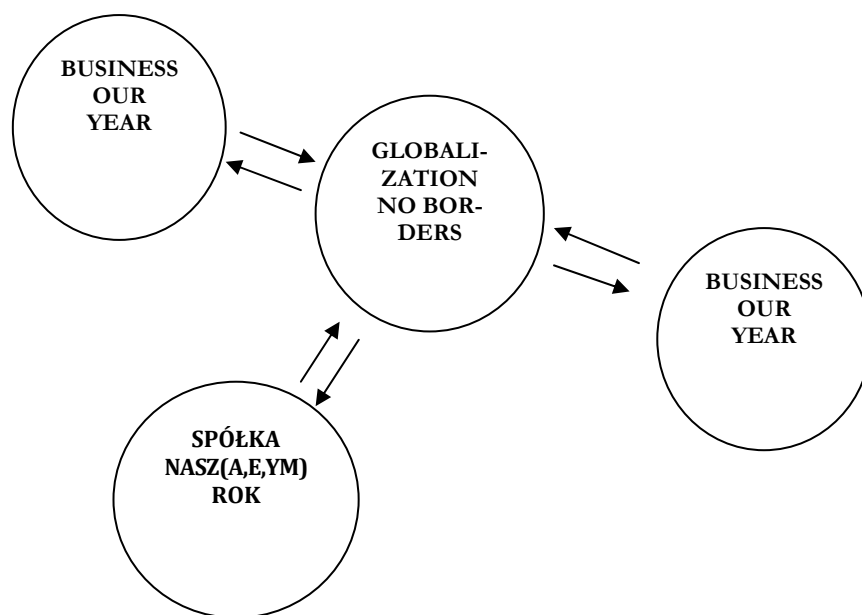 BUSINESS
OUR
YEAR
GLOBALI-
ZATION
NO BOR-
DERS
BUSINESS
OUR
YEAR
SPÓŁKA
NASZ(A,E,YM)
ROK